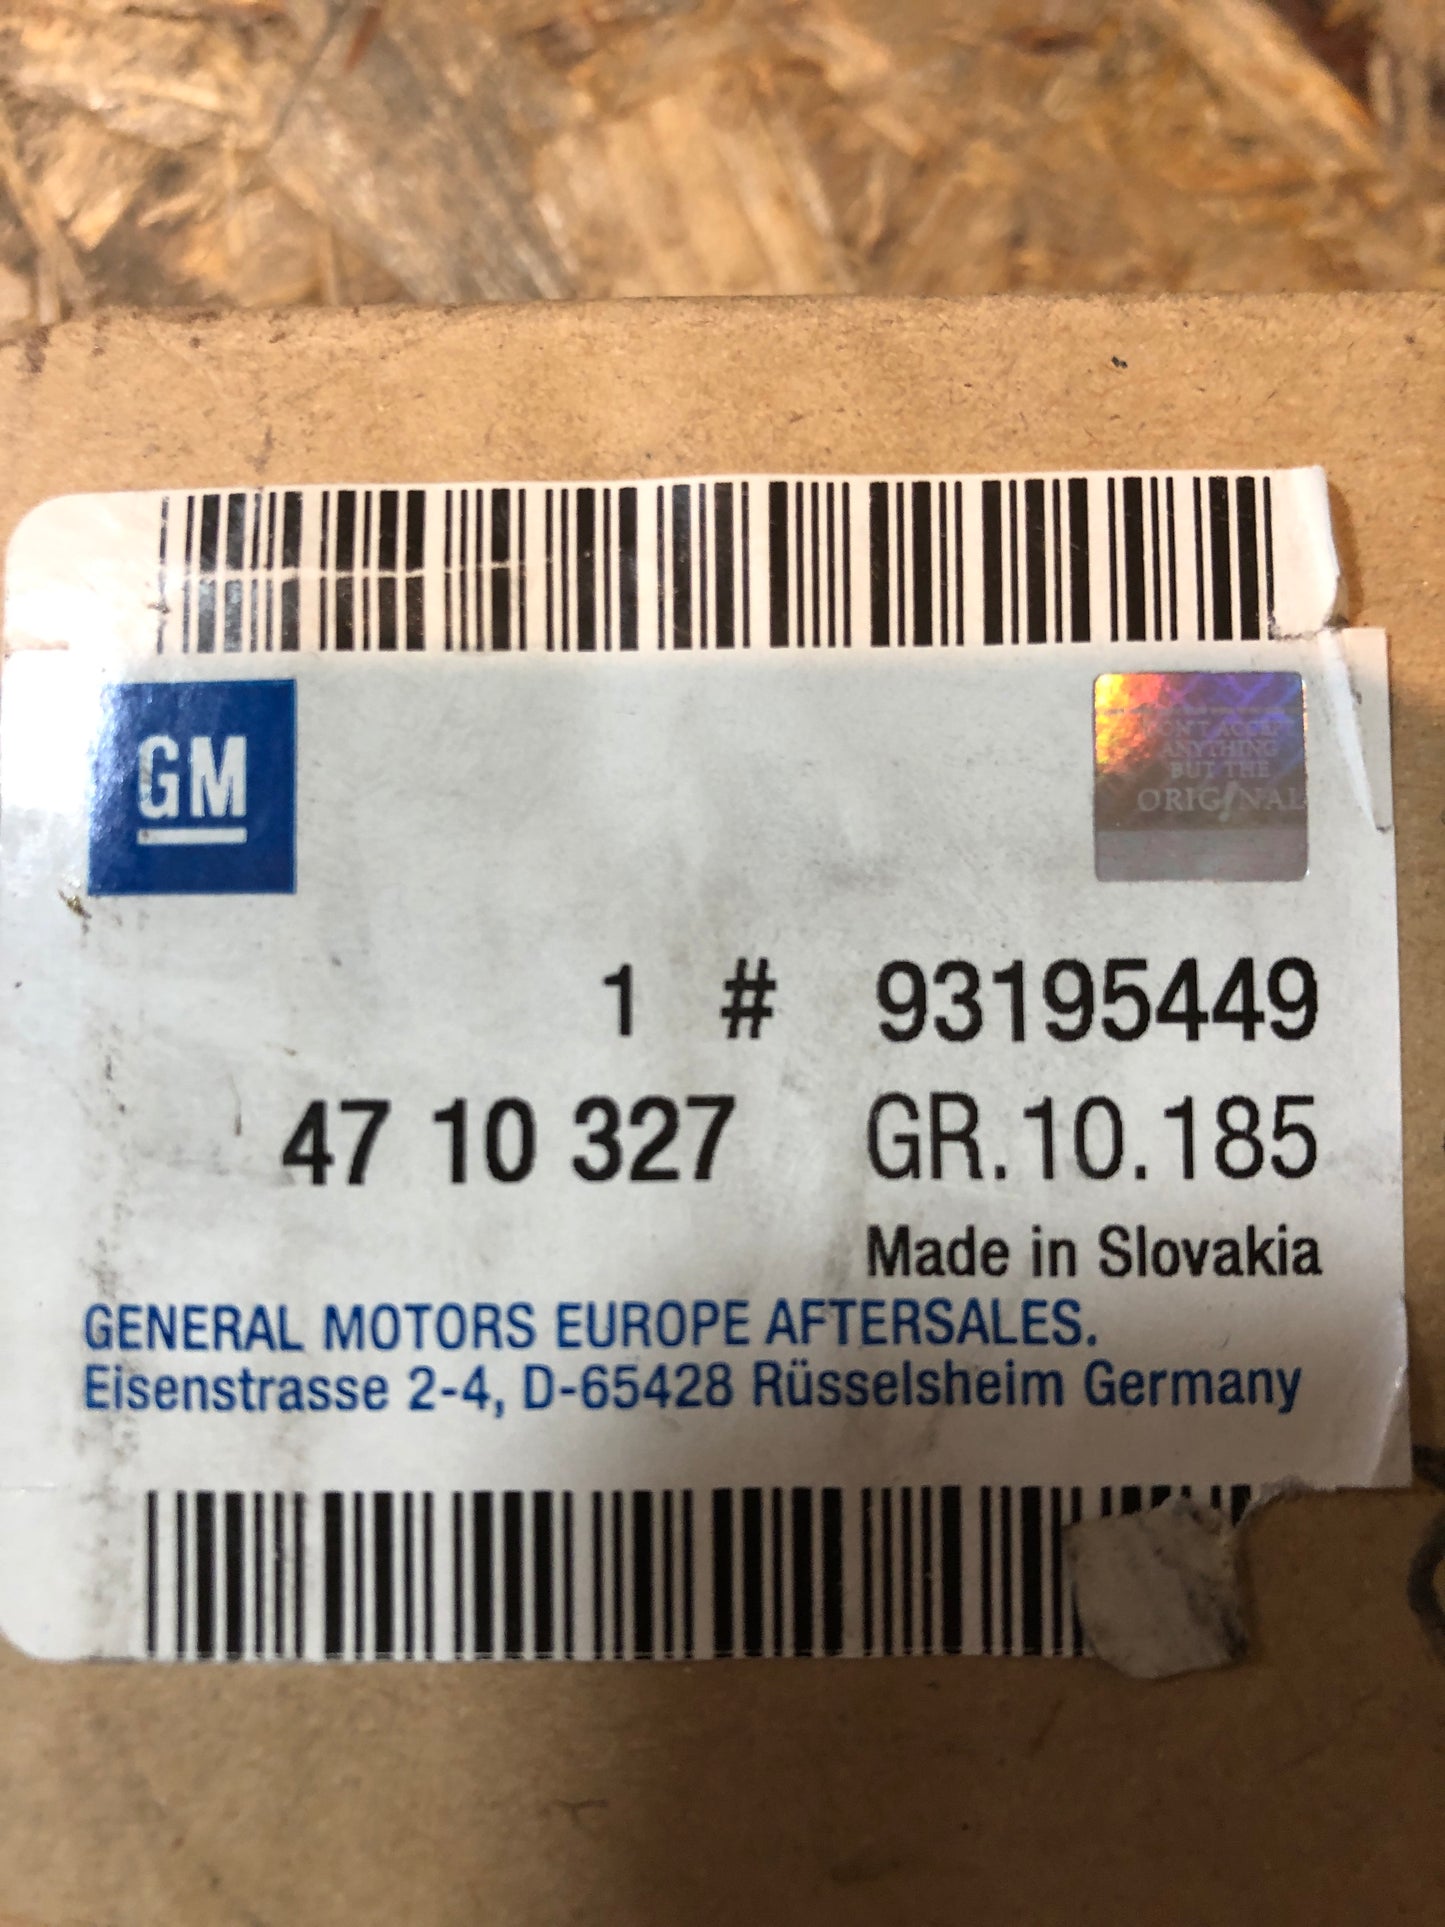 GM
DON'T ACCEPT
ANYTHING
BUT THE
ORIGINAL
1 # 93195449
47 10 327 GR.10.185
Made in Slovakia
GENERAL MOTORS EUROPE AFTERSALES.
Eisenstrasse 2-4, D-65428 Rüsselsheim Germany